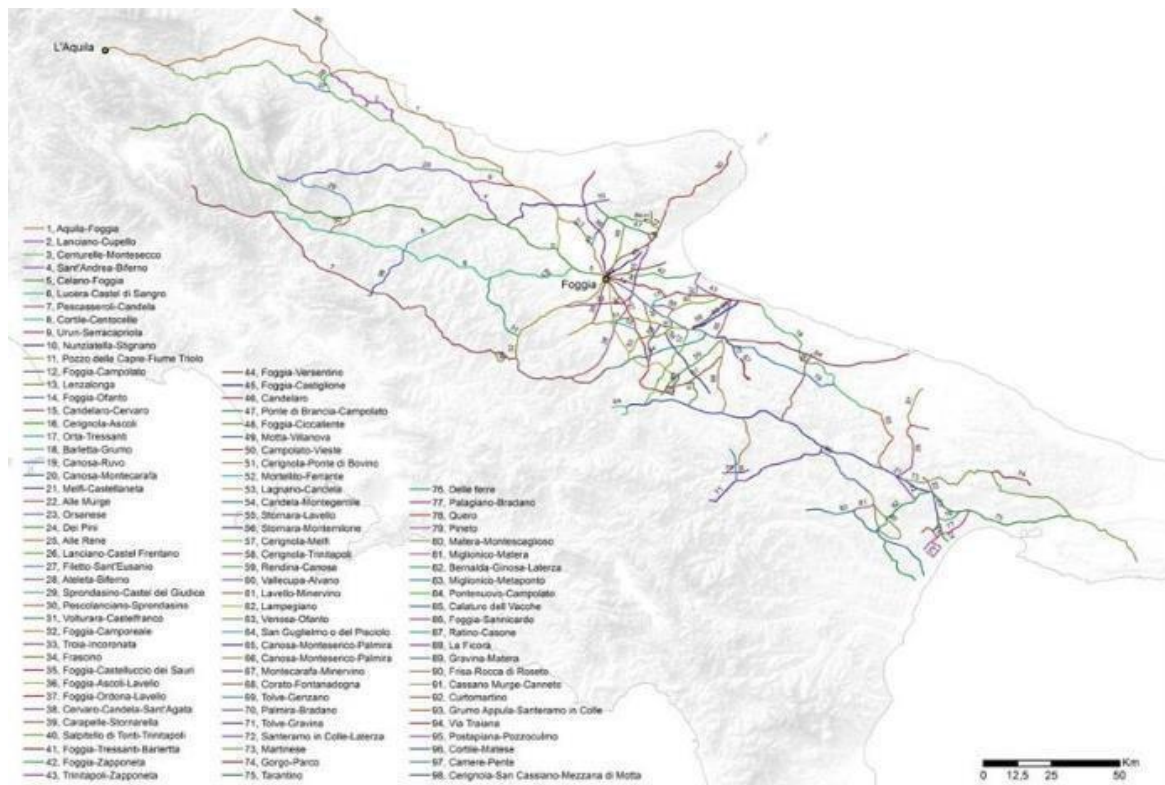 L'Aquila
Foggia
1, Aquila-Foggia
2, Lanciano-Cupello
3, Centurelle-Montesecco
4, Sant'Andrea-Biferno
5, Celano-Foggia
6, Lucera-Castel di Sangro
7, Pescasseroli-Candela
8, Cortile-Centocelle
9, Ururi-Serracapriola
10, Nunziatella-Stignano
11, Pozzo delle Capre-Fiume Triolo
12, Foggia-Campolato
13, Lenzalonga
14, Foggia-Ofanto
15, Candelaro-Cervaro
16, Cerignola-Ascoli
17, Orta-Tressanti
18, Barletta-Grumo
19, Canosa-Ruvo
20, Canosa-Montecarafa
21, Melfi-Castellaneta
22, Alle Murge
23, Orsanese
24, Dei Pini
25, Alle Rene
26, Lanciano-Castel Frentano
27, Filetto-Sant'Eusanio
28, Ateleta-Biferno
29, Sprondasino-Castel del Giudice
30, Pescolanciano-Sprondasino
31, Volturara-Castelfranco
32, Foggia-Camporeale
33, Troia-Incoronata
34, Frascino
35, Foggia-Castelluccio dei Sauri
36, Foggia-Ascoli-Lavello
37, Foggia-Ordona-Lavello
38, Cervaro-Candela-Sant'Agata
39, Carapelle-Stornarella
40, Salpitello di Tonti-Trinitapoli
41, Foggia-Tressanti-Barletta
42, Foggia-Zapponeta
43, Trinitapoli-Zapponeta
44, Foggia-Versentino
45, Foggia-Castiglione
46, Candelaro
47, Ponte di Brancia-Campolato
48, Foggia-Ciccallente
49, Motta-Villanova
50, Campolato-Vieste
51, Cerignola-Ponte di Bovino
52, Mortellito-Ferrante
53, Lagnano-Candela
54, Candela-Montegentile
55, Stornara-Lavello
56, Stornara-Montemilone
57, Cerignola-Melfi
58, Cerignola-Trinitapoli
59, Rendina-Canosa
60, Vallecupa-Alvano
61, Lavello-Minervino
62, Lampegiano
63, Venosa-Ofanto
64, San Guglielmo o del Pisciolo
65, Canosa-Monteserico-Palmira
66, Canosa-Monteserico-Palmira
67, Montecarafa-Minervino
68, Corato-Fontanadogna
69, Tolve-Genzano
70, Palmira-Bradano
71, Tolve-Gravina
72, Santeramo in Colle-Laterza
73, Martinese
74, Gorgo-Parco
75, Tarantino
76, Delle ferre
77, Palagiano-Bradano
78, Quero
79, Pineto
80, Matera-Montescaglioso
81, Miglionico-Matera
82, Bernalda-Ginosa-Laterza
83, Miglionico-Metaponto
84, Pontenuovo-Campolato
85, Calaturo dell Vacche
86, Foggia-Sannicardo
87, Ratino-Casone
88, La Ficora
89, Gravina-Matera
90, Frisa-Rocca di Roseto
91, Cassano Murge-Canneto
92, Curtomartino
93, Grumo Appula-Santeramo in Colle
94, Via Traiana
95, Postapiana-Pozzoculmo
96, Cortile-Matese
97, Camere-Pente
98, Cerignola-San Cassiano-Mezzana di Motta
Km
0 12,5 25 50